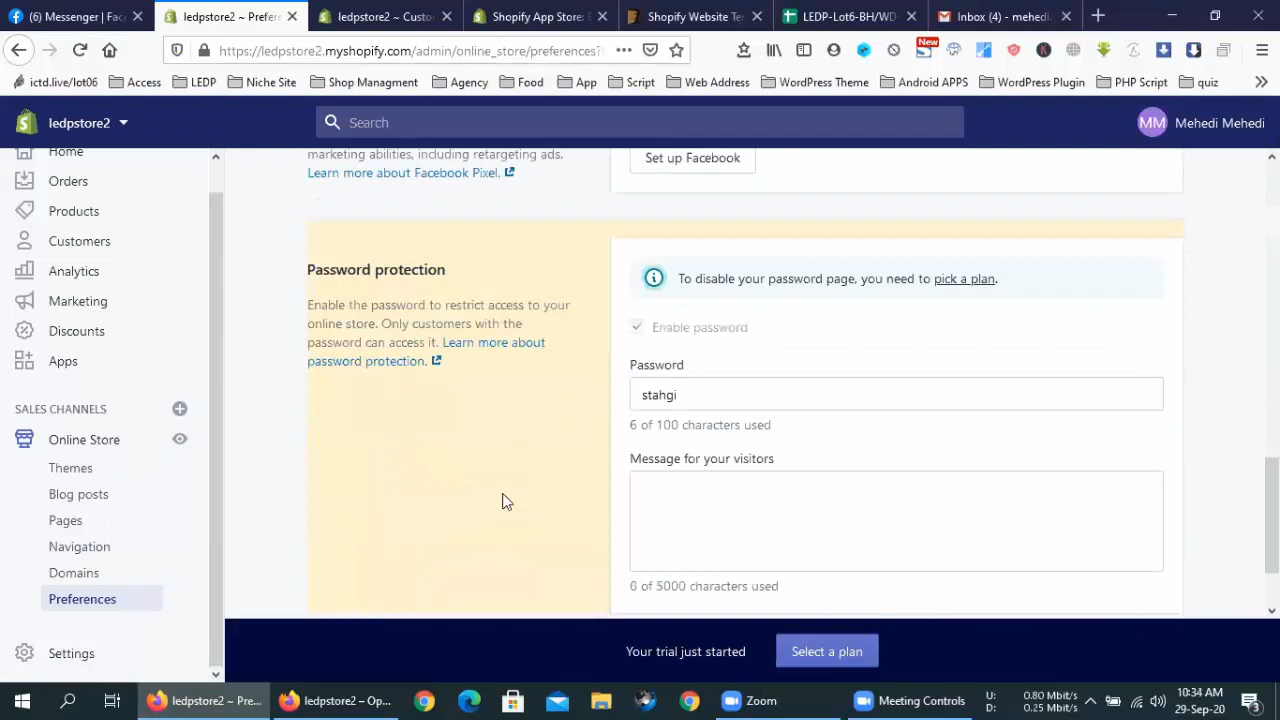 (6) Messenger | Fac
ledpstore2 ~ Prefer
ledpstore2 ~ Custo
Shopify App Store: E
Shopify Website Te
LEDP-Lot6-BH/WD-
Inbox (4) - mehedi.
https://ledpstore2.myshopify.com/admin/online_store/preferences?
New
ictd.live/lot06
Access
LEDP
Niche Site
Shop Managment
Agency
Food
App
Script
Web Address
WordPress Theme
Android APPS
WordPress Plugin
PHP Script
quiz
ledpstore2
Search
MM
Mehedi Mehedi
Home
Orders
Products
Customers
Analytics
Marketing
Discounts
Apps
SALES CHANNELS
Online Store
Themes
Blog posts
Pages
Navigation
Domains
Preferences
Settings
marketing abilities, including retargeting ads.
Learn more about Facebook Pixel.
Set up Facebook
Password protection
Enable the password to restrict access to your
online store. Only customers with the
password can access it. Learn more about
password protection.
To disable your password page, you need to pick a plan.
Enable password
Password
stahgi
6 of 100 characters used
Message for your visitors
6 of 5000 characters used
Your trial just started
Select a plan
ledpstore2 ~ Pre...
ledpstore2 ~ Op...
Zoom
Meeting Controls
U: 0.80 Mbit/s
D: 0.25 Mbit/s
10:34 AM
29-Sep-20
3